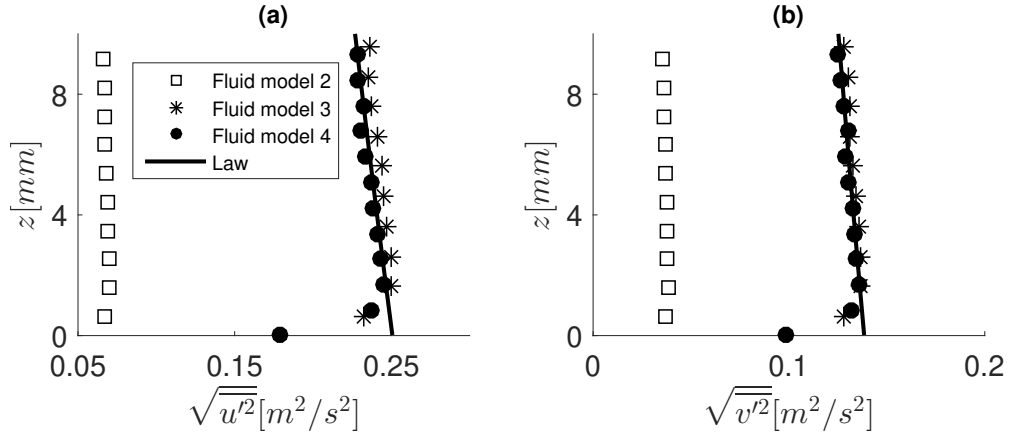 (a)
z[mm]
8
4
0
Fluid model 2
Fluid model 3
Fluid model 4
Law
0.05
0.15
0.25
√u′²[m²/s²]
(b)
z[mm]
8
4
0
0
0.1
0.2
√v′²[m²/s²]